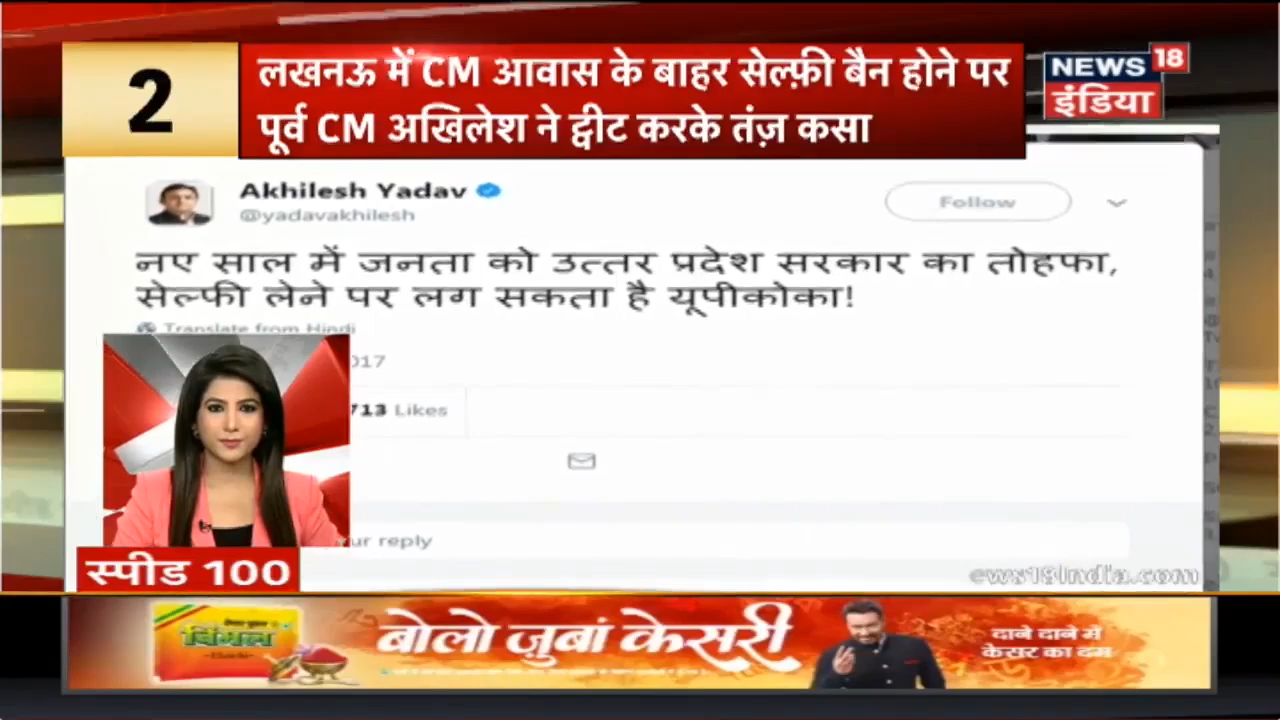 2
लखनऊ में CM आवास के बाहर सेल्फ़ी बैन होने पर
पूर्व CM अखिलेश ने ट्वीट करके तंज़ कसा
NEWS 18
इंडिया
Akhilesh Yadav
@yadavakhilesh
Follow
नए साल में जनता को उत्तर प्रदेश सरकार का तोहफा,
सेल्फी लेने पर लग सकता है यूपीकोका!
Translate from Hindi
017
713 Likes
ur reply
स्पीड 100
ews18india.com
विमल
बोलो ज़ुबां केसरी
दाने दाने में
केसर का दम